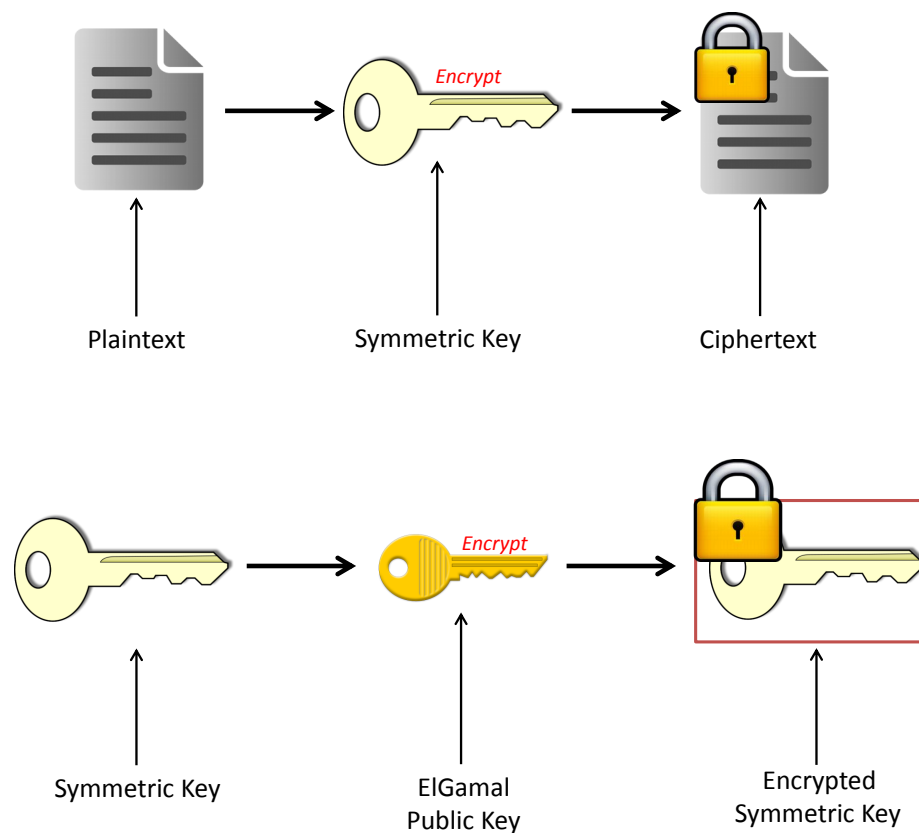 Encrypt
Plaintext
Symmetric Key
Ciphertext
Encrypt
Symmetric Key
ElGamal
Public Key
Encrypted
Symmetric Key